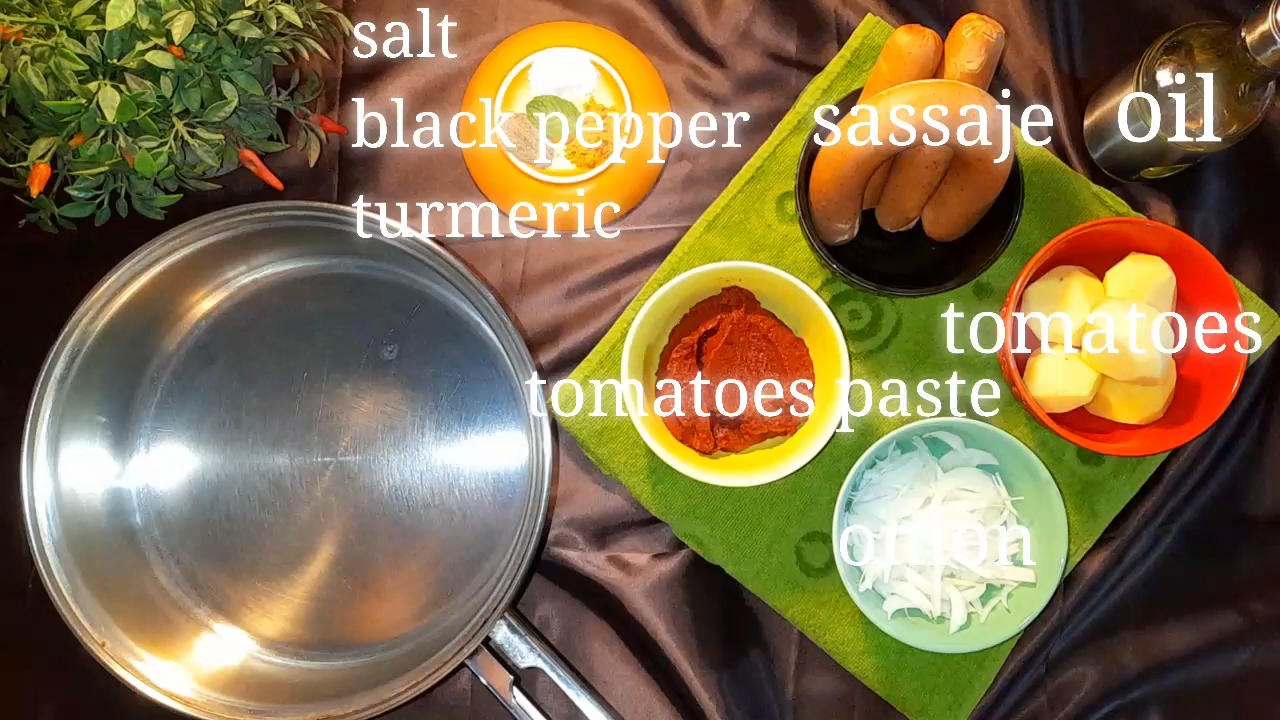 salt
black pepper
turmeric
sassaje
oil
tomatoes
tomatoes paste
onion